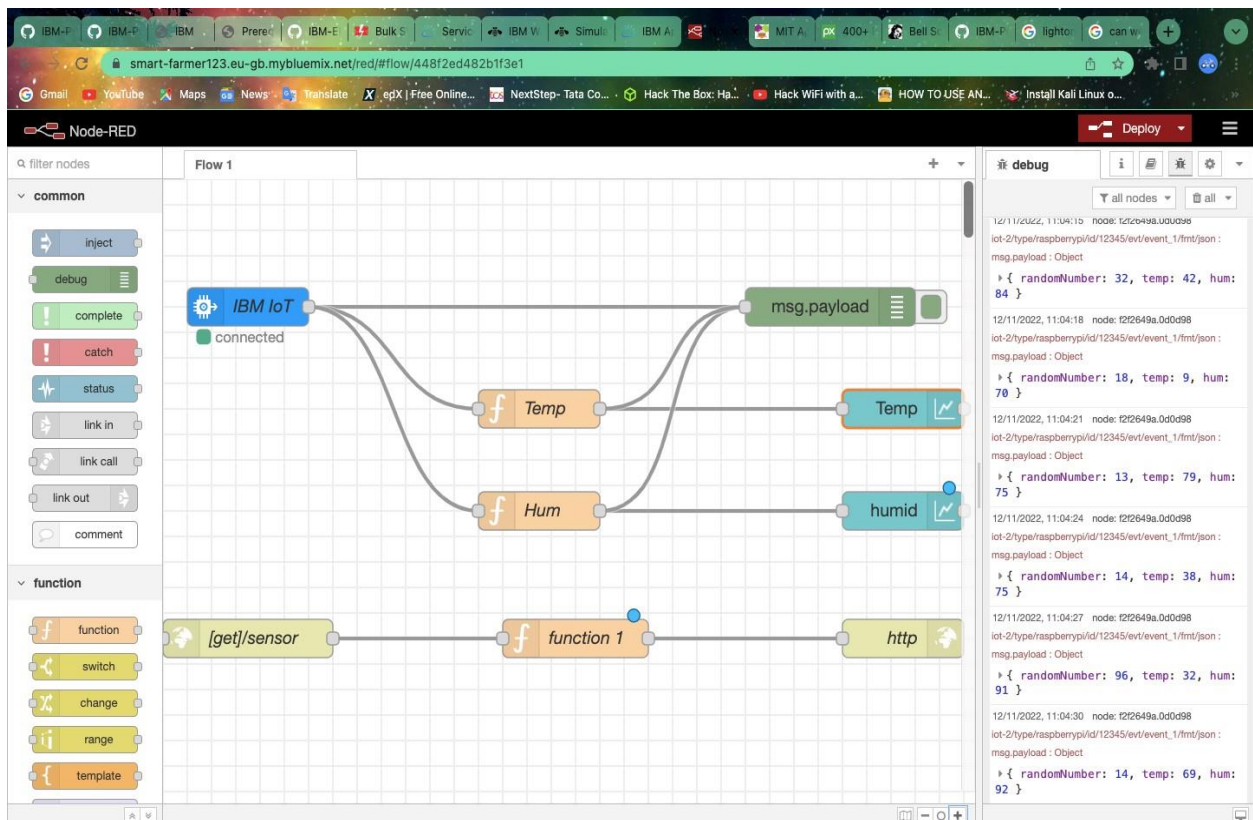 IBM-P
IBM-P
IBM
Prerec
IBM-E
Bulk S
Servic
IBM W
Simula
IBM A
MIT A
400+
Bell S
IBM-P
lighto
can w
smart-farmer123.eu-gb.mybluemix.net/red/#flow/448f2ed482b1f3e1
Gmail YouTube Maps News Translate edX | Free Online... NextStep- Tata Co... Hack The Box: Ha... Hack WiFi with a... HOW TO USE AN... Install Kali Linux o...
Node-RED
Deploy
filter nodes
Flow 1
debug
all nodes
all
common
inject
debug
complete
catch
status
link in
link call
link out
comment
function
function
switch
change
range
template
IBM IoT
connected
msg.payload
Temp
Temp
Hum
humid
[get]/sensor
function 1
http
12/11/2022, 11:04:15 node: f2f2649a.0d0d98
iot-2/type/raspberrypi/id/12345/evt/event_1/fmt/json :
msg.payload : Object
{ randomNumber: 32, temp: 42, hum:
84 }
12/11/2022, 11:04:18 node: f2f2649a.0d0d98
iot-2/type/raspberrypi/id/12345/evt/event_1/fmt/json :
msg.payload : Object
{ randomNumber: 18, temp: 9, hum:
70 }
12/11/2022, 11:04:21 node: f2f2649a.0d0d98
iot-2/type/raspberrypi/id/12345/evt/event_1/fmt/json :
msg.payload : Object
{ randomNumber: 13, temp: 79, hum:
75 }
12/11/2022, 11:04:24 node: f2f2649a.0d0d98
iot-2/type/raspberrypi/id/12345/evt/event_1/fmt/json :
msg.payload : Object
{ randomNumber: 14, temp: 38, hum:
75 }
12/11/2022, 11:04:27 node: f2f2649a.0d0d98
iot-2/type/raspberrypi/id/12345/evt/event_1/fmt/json :
msg.payload : Object
{ randomNumber: 96, temp: 32, hum:
91 }
12/11/2022, 11:04:30 node: f2f2649a.0d0d98
iot-2/type/raspberrypi/id/12345/evt/event_1/fmt/json :
msg.payload : Object
{ randomNumber: 14, temp: 69, hum:
92 }